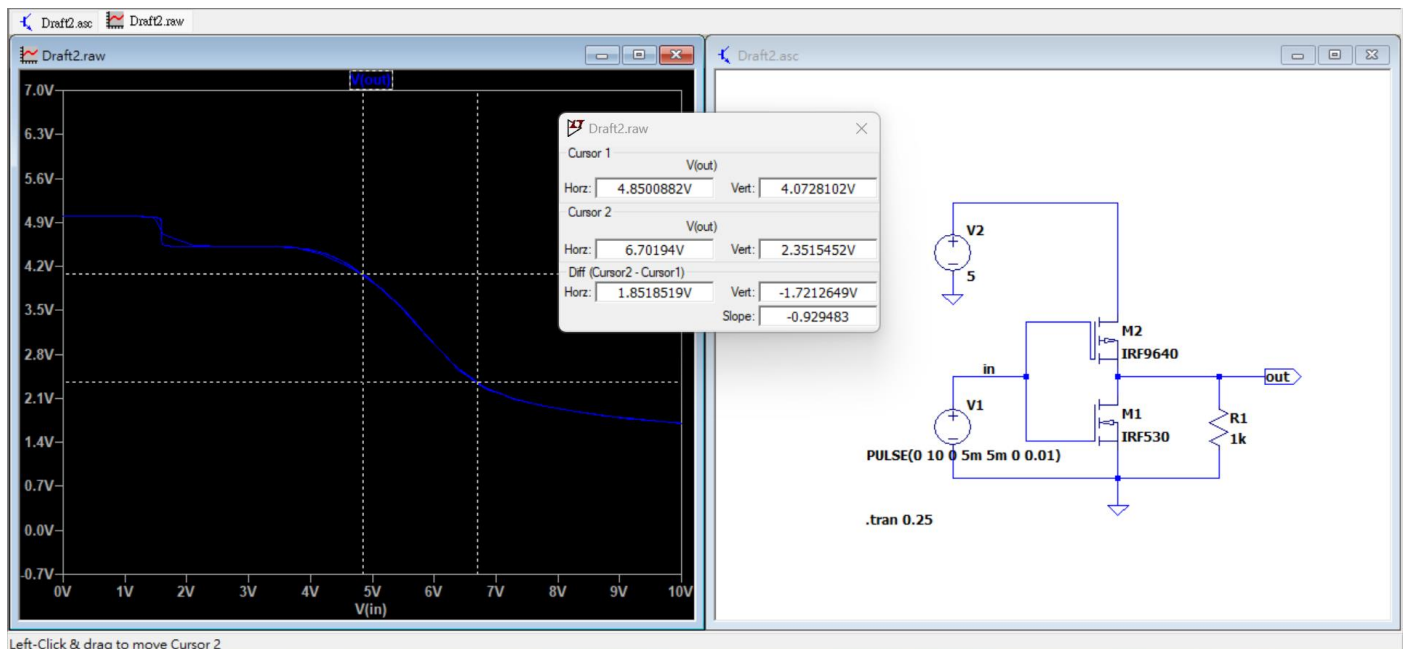 Draft2.asc
Draft2.raw
Draft2.raw
V(out)
7.0V
6.3V
5.6V
4.9V
4.2V
3.5V
2.8V
2.1V
1.4V
0.7V
0.0V
-0.7V
0V 1V 2V 3V 4V 5V 6V 7V 8V 9V 10V
V(in)
Draft2.raw
Cursor 1
V(out)
Horz: 4.8500882V Vert: 4.0728102V
Cursor 2
V(out)
Horz: 6.70194V Vert: 2.3515452V
Diff (Cursor2 - Cursor1)
Horz: 1.8518519V Vert: -1.7212649V
Slope: -0.929483
Draft2.asc
V2
5
M2
IRF9640
in
out
V1
M1
IRF530
R1
1k
PULSE(0 10 0 5m 5m 0 0.01)
.tran 0.25
Left-Click & drag to move Cursor 2